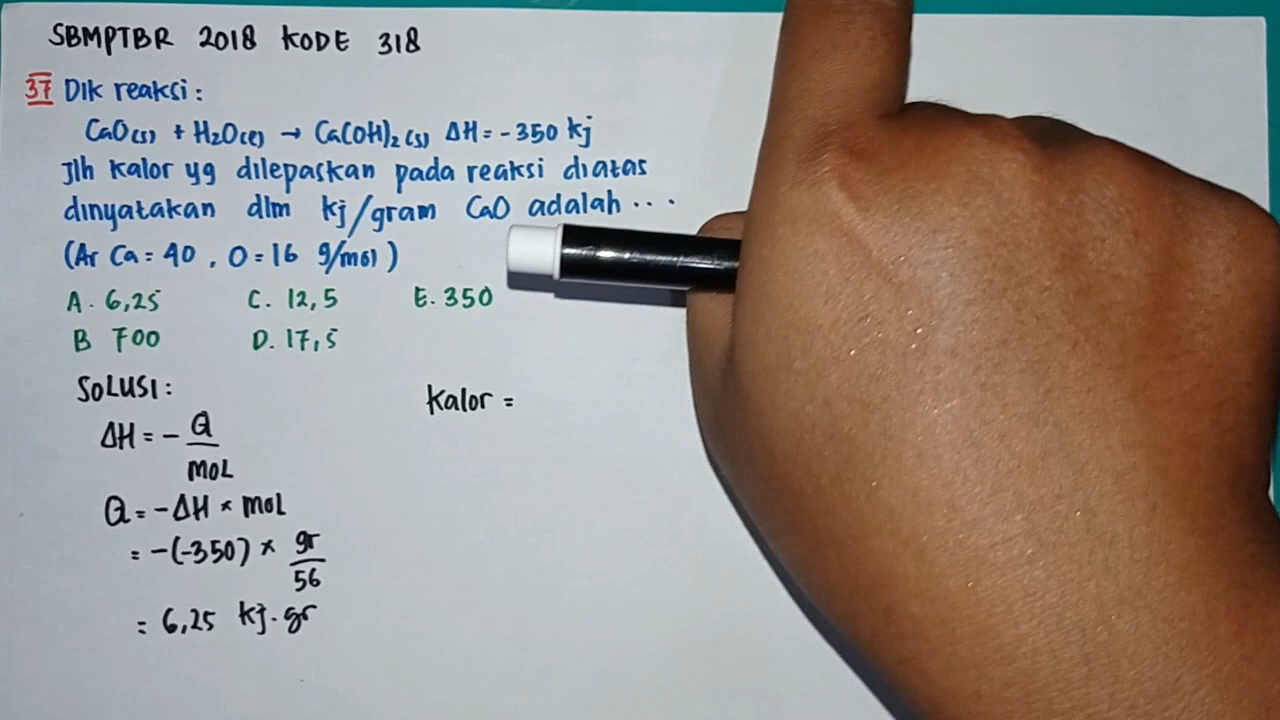 SBMPTBR 2018 KODE 318
37 Dik reaksi :
CaO(s) + H₂O(l) → Ca(OH)₂ (s) ΔH = - 350 kj
Jlh kalor yg dilepaskan pada reaksi diatas
dinyatakan dlm kj/gram CaO adalah ...
(Ar Ca = 40 , O = 16 g/mol)
A. 6,25 C. 12,5 E. 350
B 700 D. 17,5
SOLUSI :
ΔH = - Q/MOL
Q = -ΔH × mol
= -(-350) × gr/56
= 6,25 kj.gr
Kalor =